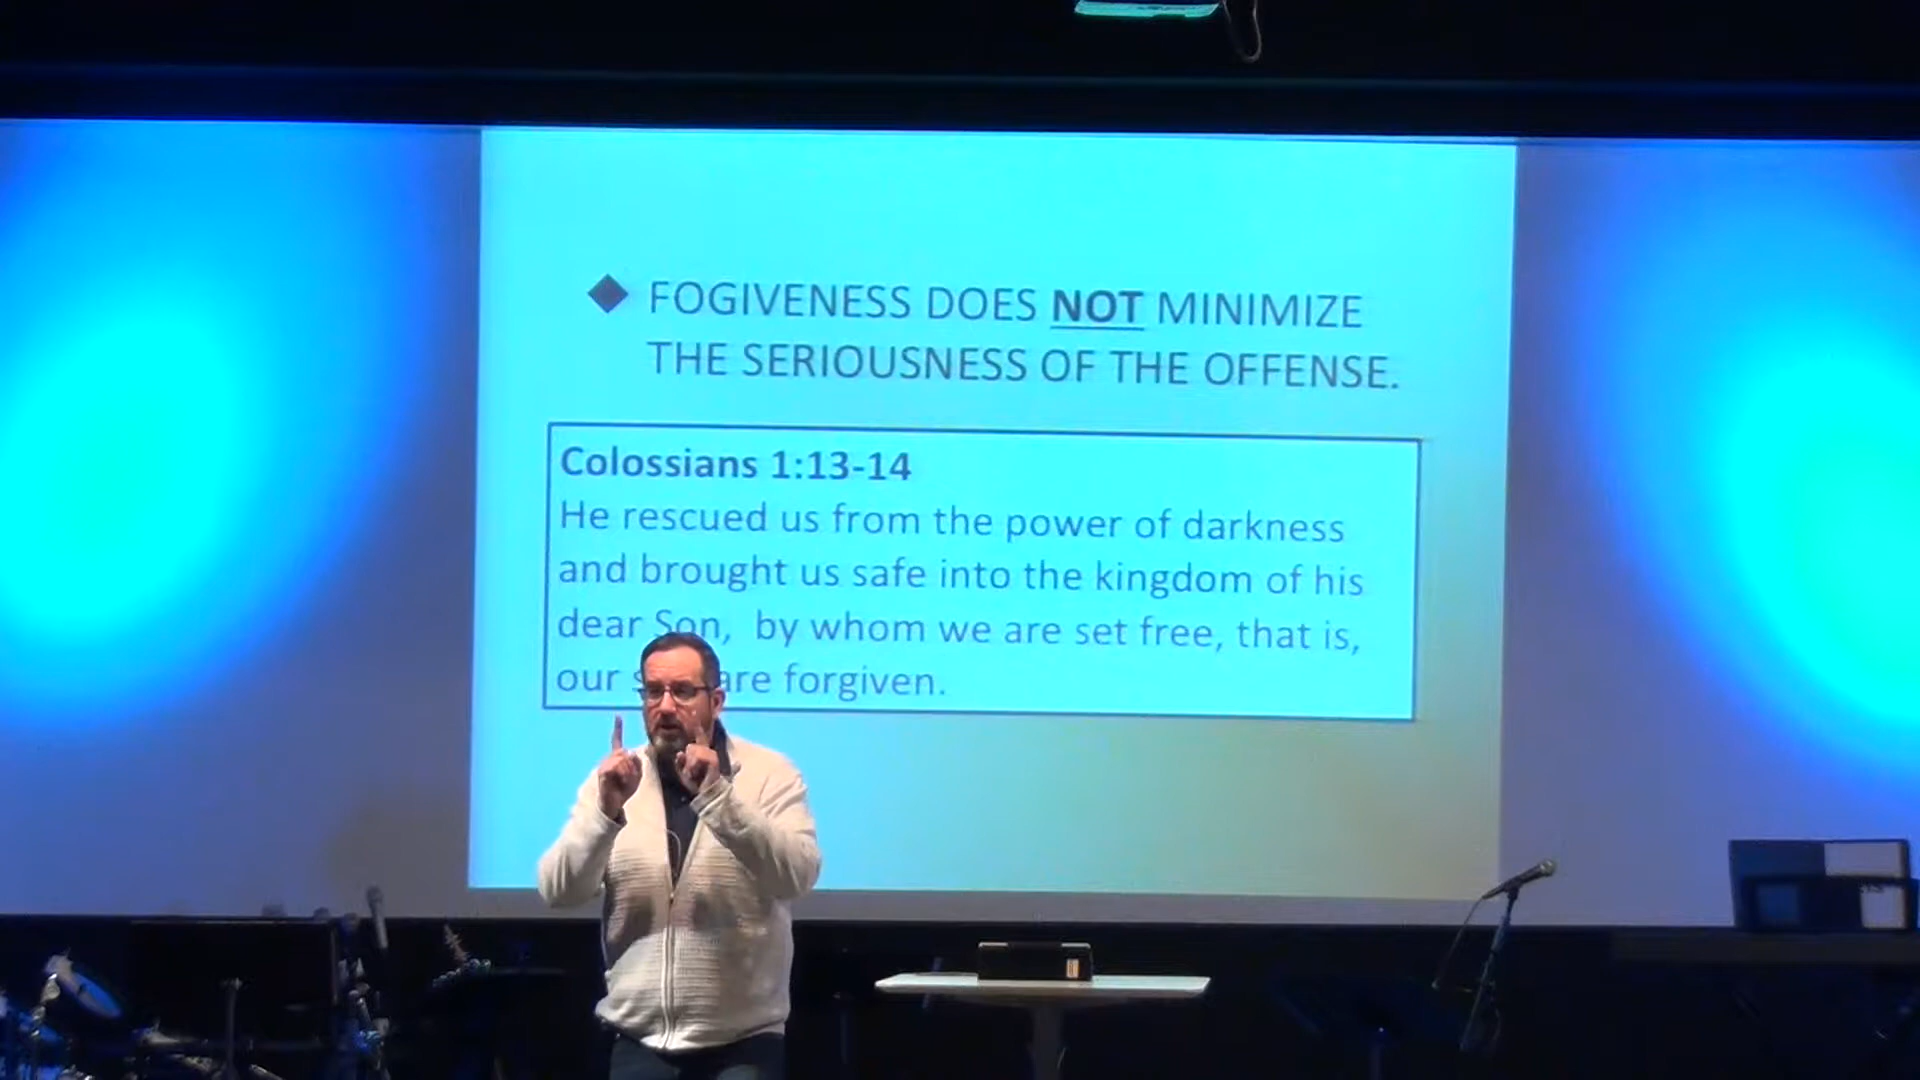 FOGIVENESS DOES NOT MINIMIZE
THE SERIOUSNESS OF THE OFFENSE.
Colossians 1:13-14
He rescued us from the power of darkness
and brought us safe into the kingdom of his
dear Son, by whom we are set free, that is,
our are forgiven.